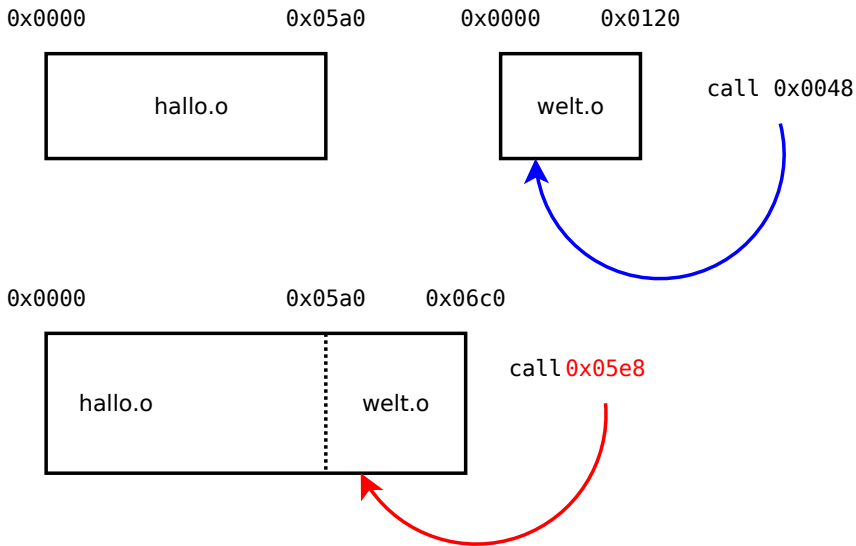 0x0000 0x05a0 0x0000 0x0120
hallo.o welt.o call 0x0048
0x0000 0x05a0 0x06c0
call 0x05e8
hallo.o welt.o